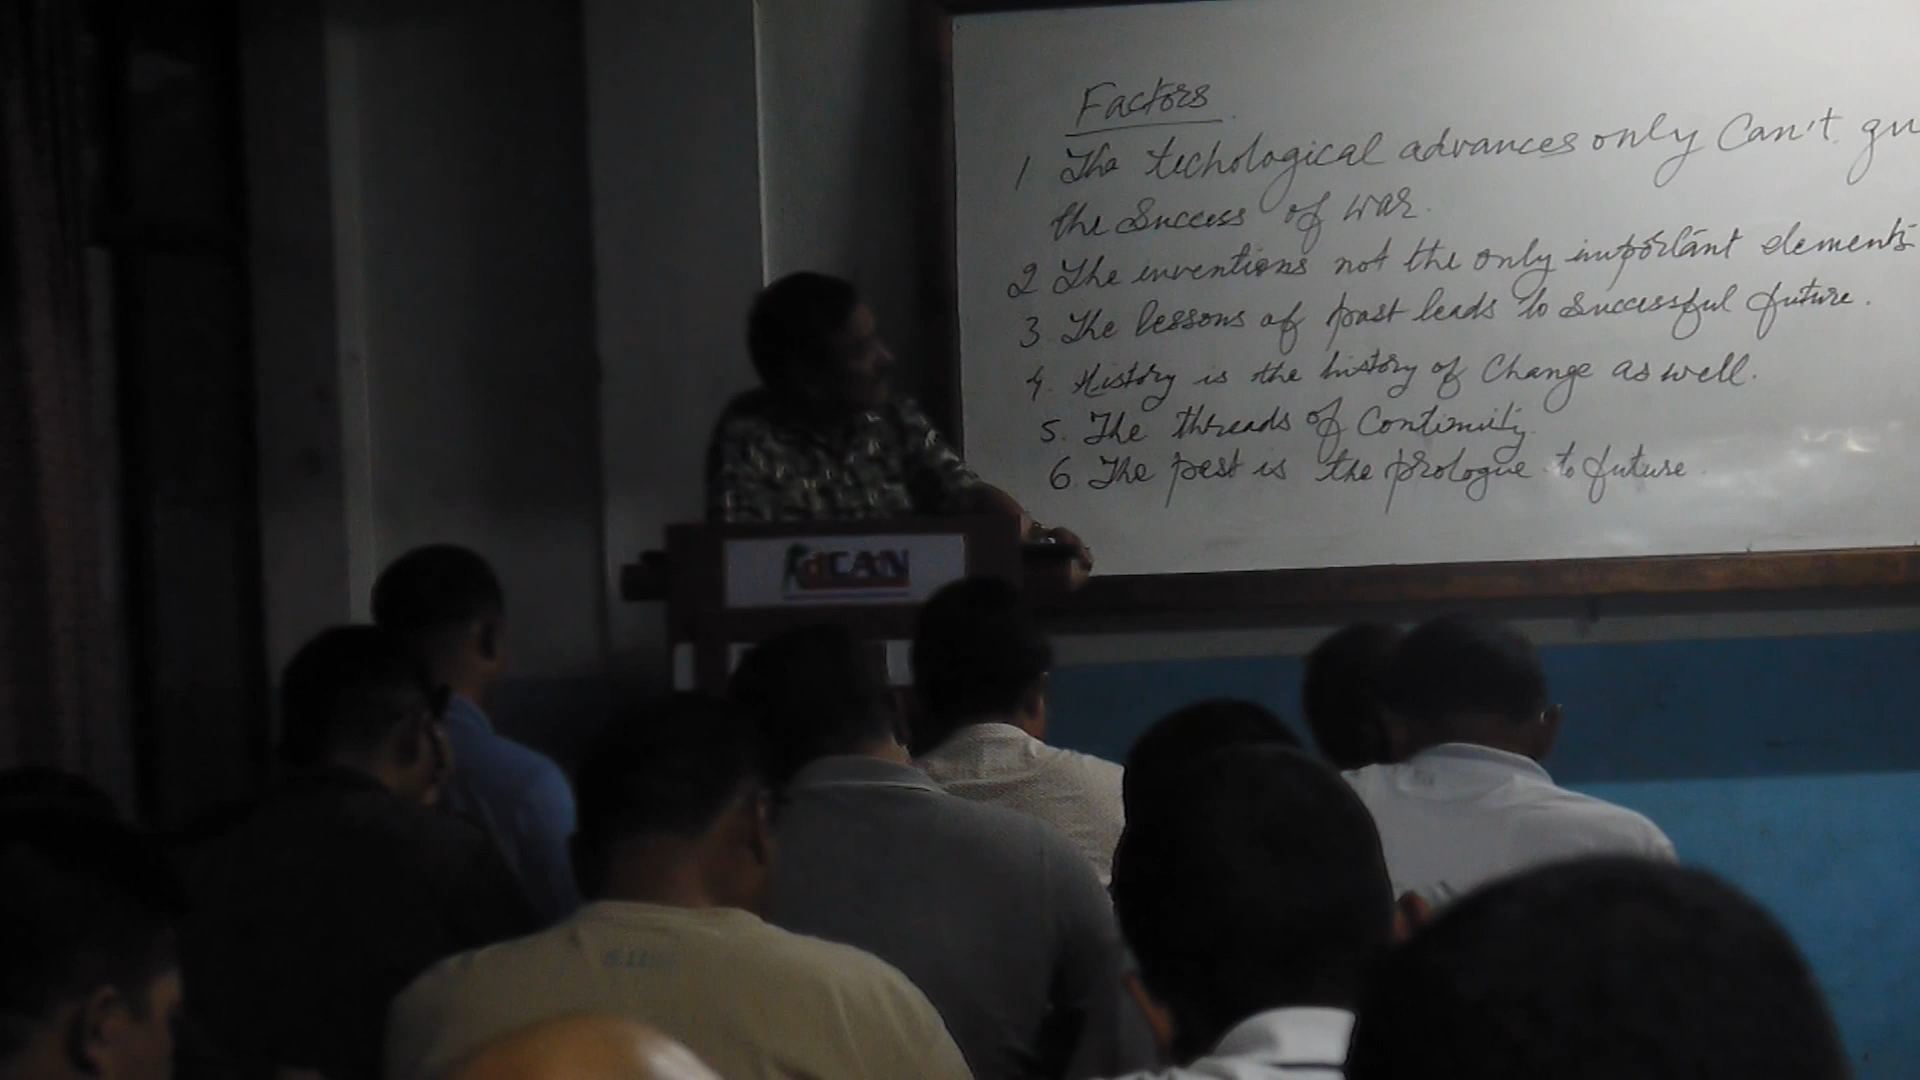 Factors
1 The techological advances only Can't gu
the Success of war.
2 The inventions not the only important elements
3 The lessons of past leads to successful future.
4. History is the history of Change as well.
5. The threads of Continuity
6. The pest is the prologue to future